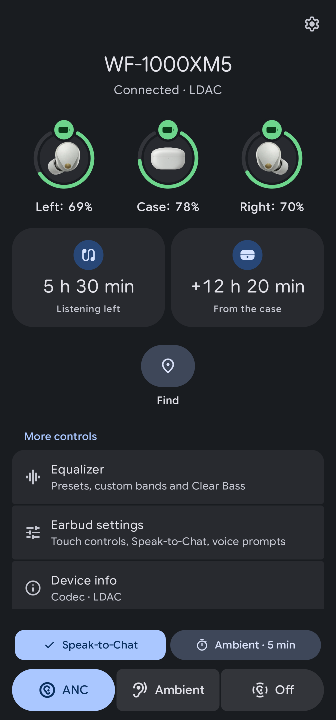 WF-1000XM5
Connected · LDAC
Left: 69%
Case: 78%
Right: 70%
5 h 30 min
Listening left
+12 h 20 min
From the case
Find
More controls
Equalizer
Presets, custom bands and Clear Bass
Earbud settings
Touch controls, Speak-to-Chat, voice prompts
Device info
Codec · LDAC
Speak-to-Chat
Ambient · 5 min
ANC
Ambient
Off